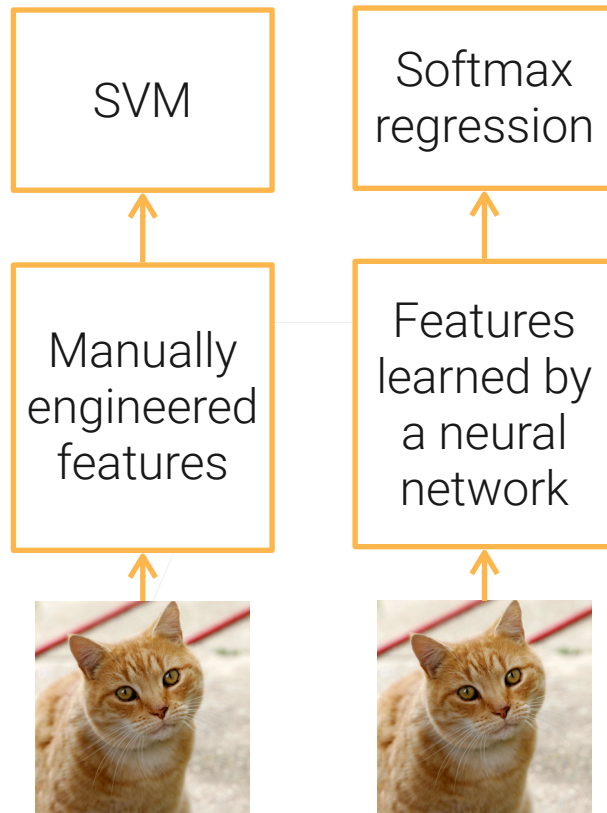 SVM
Softmax
regression
Manually
engineered
features
Features
learned by
a neural
network